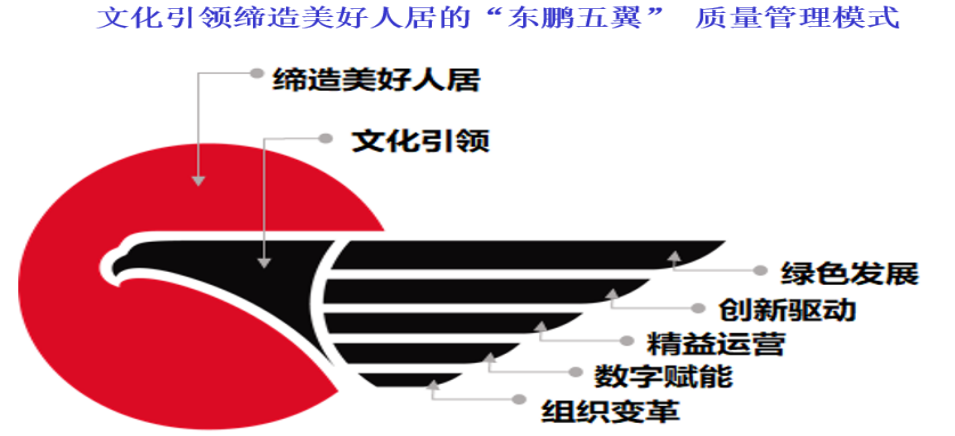 文化引领缔造美好人居的“东鹏五翼” 质量管理模式
缔造美好人居
文化引领
绿色发展
创新驱动
精益运营
数字赋能
组织变革